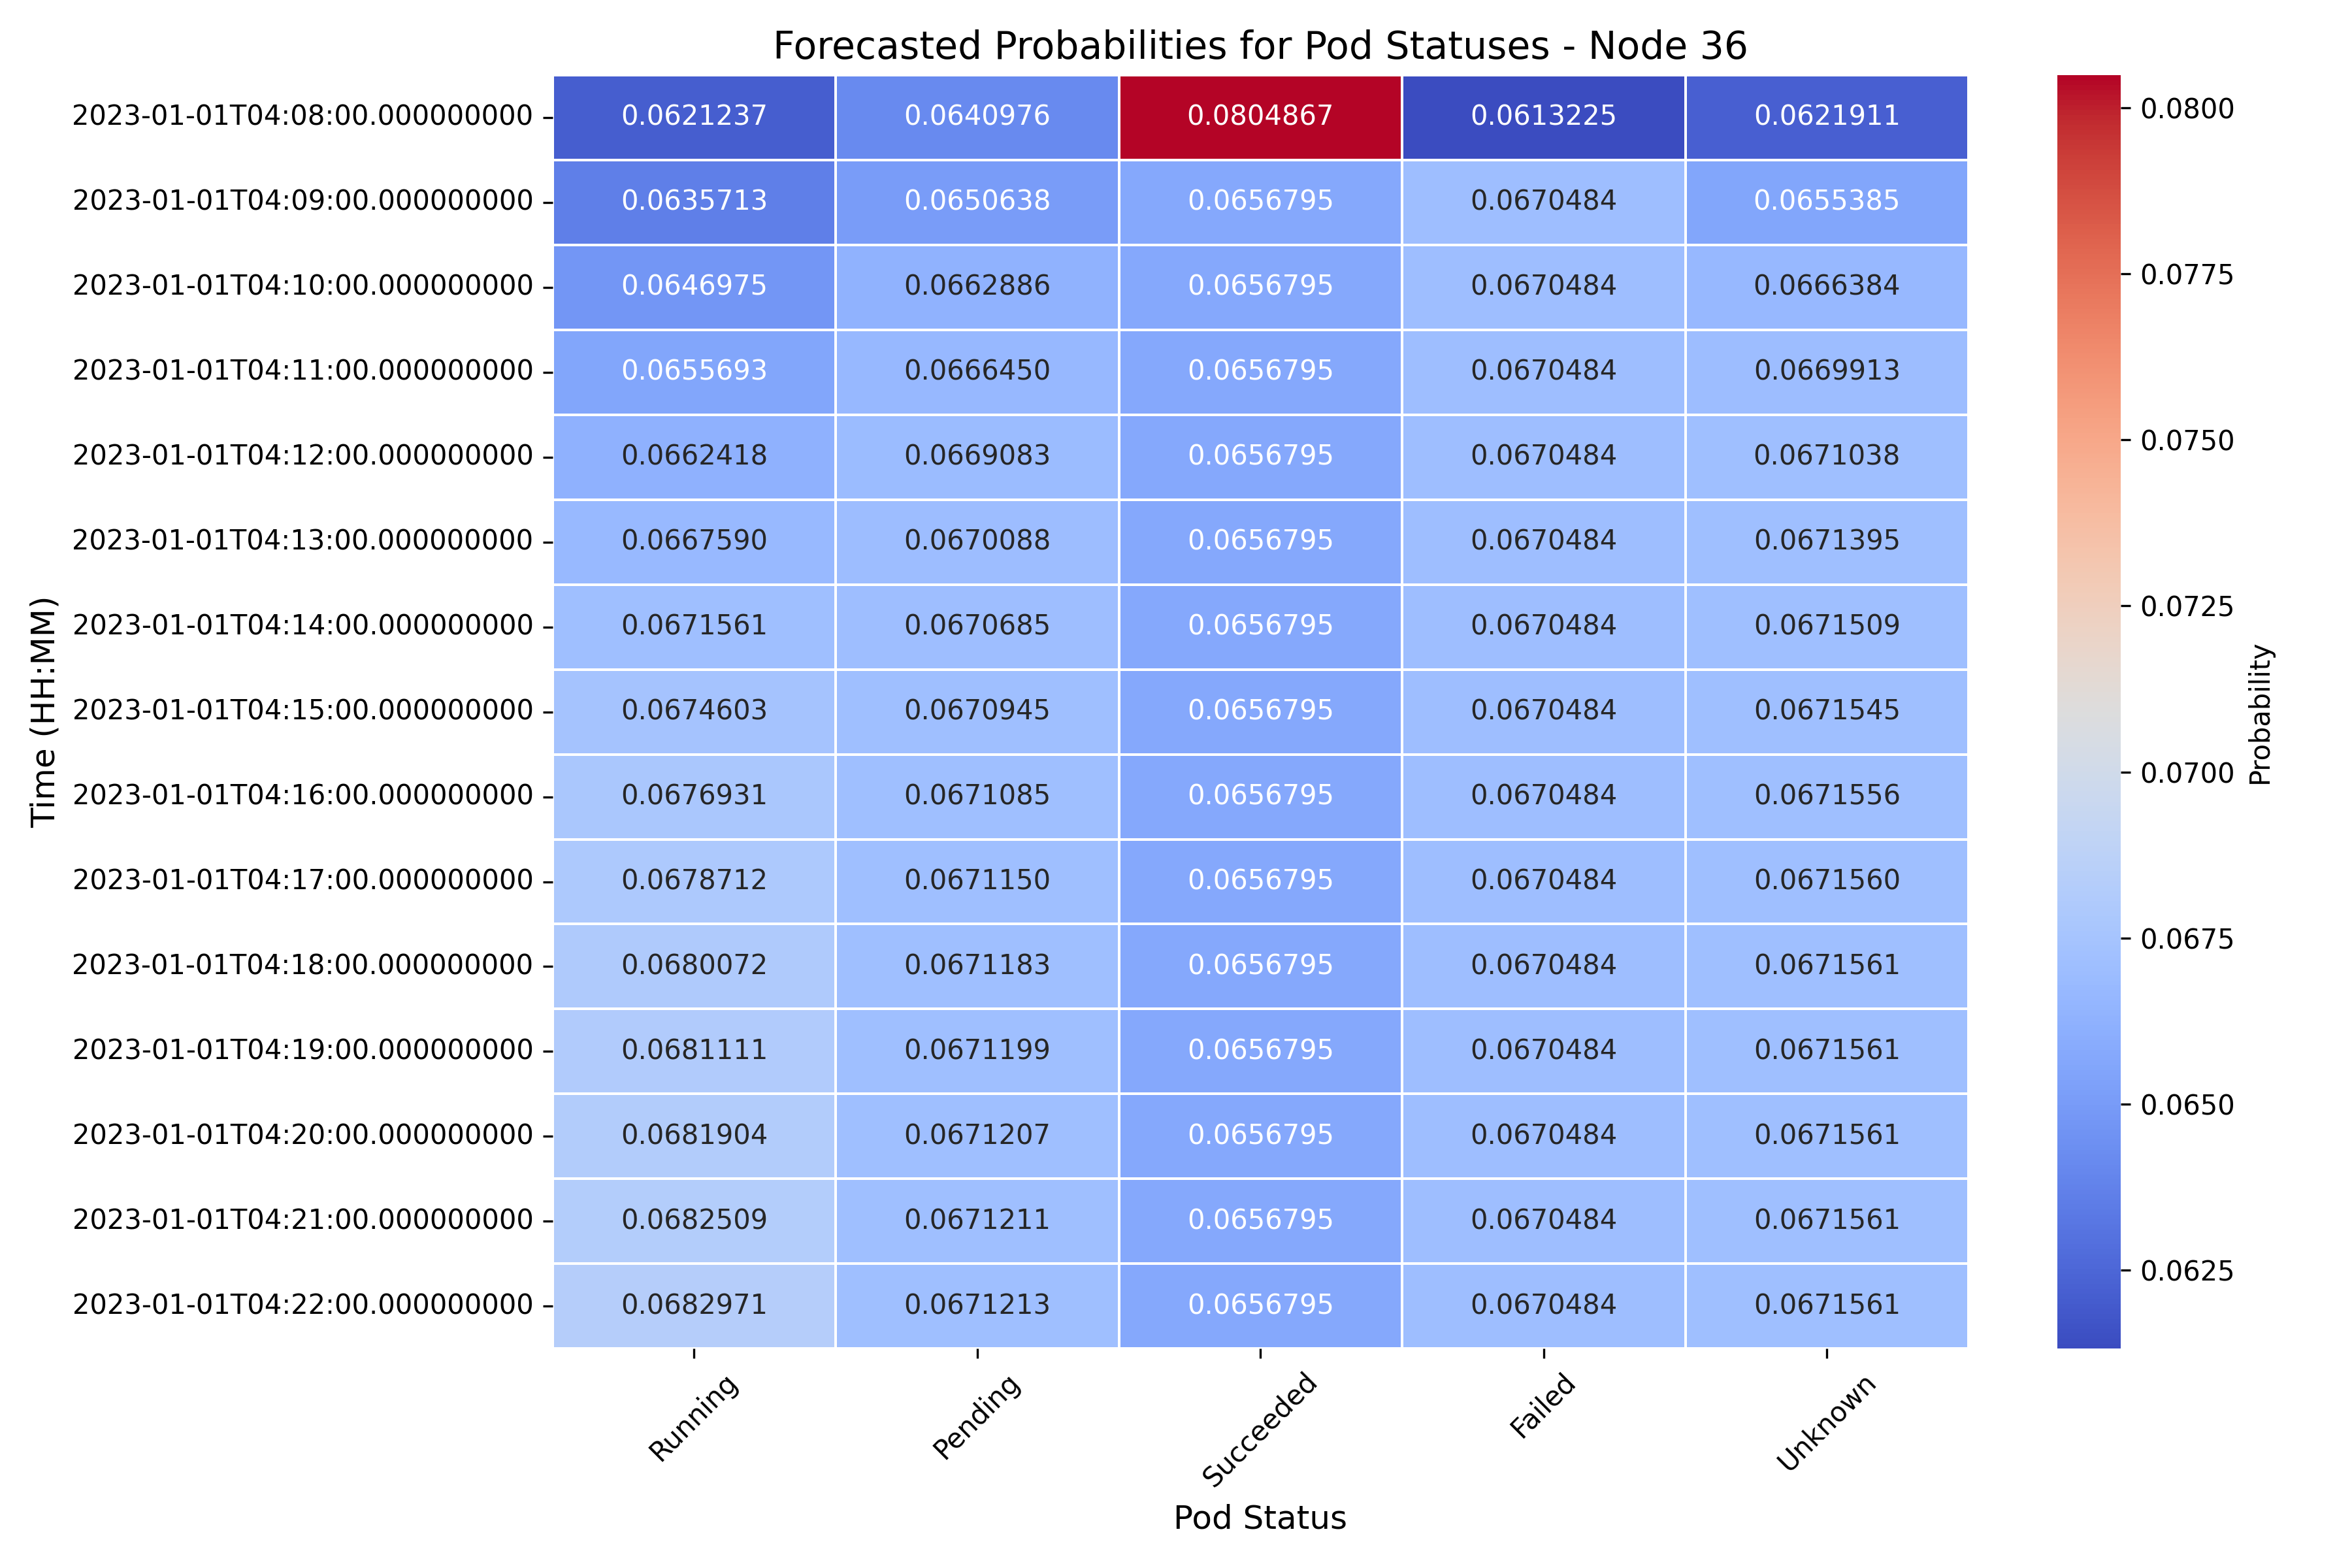 Forecasted Probabilities for Pod Statuses - Node 36
2023-01-01T04:08:00.000000000 0.0621237 0.0640976 0.0804867 0.0613225 0.0621911
2023-01-01T04:09:00.000000000 0.0635713 0.0650638 0.0656795 0.0670484 0.0655385
2023-01-01T04:10:00.000000000 0.0646975 0.0662886 0.0656795 0.0670484 0.0666384
2023-01-01T04:11:00.000000000 0.0655693 0.0666450 0.0656795 0.0670484 0.0669913
2023-01-01T04:12:00.000000000 0.0662418 0.0669083 0.0656795 0.0670484 0.0671038
2023-01-01T04:13:00.000000000 0.0667590 0.0670088 0.0656795 0.0670484 0.0671395
2023-01-01T04:14:00.000000000 0.0671561 0.0670685 0.0656795 0.0670484 0.0671509
2023-01-01T04:15:00.000000000 0.0674603 0.0670945 0.0656795 0.0670484 0.0671545
2023-01-01T04:16:00.000000000 0.0676931 0.0671085 0.0656795 0.0670484 0.0671556
2023-01-01T04:17:00.000000000 0.0678712 0.0671150 0.0656795 0.0670484 0.0671560
2023-01-01T04:18:00.000000000 0.0680072 0.0671183 0.0656795 0.0670484 0.0671561
2023-01-01T04:19:00.000000000 0.0681111 0.0671199 0.0656795 0.0670484 0.0671561
2023-01-01T04:20:00.000000000 0.0681904 0.0671207 0.0656795 0.0670484 0.0671561
2023-01-01T04:21:00.000000000 0.0682509 0.0671211 0.0656795 0.0670484 0.0671561
2023-01-01T04:22:00.000000000 0.0682971 0.0671213 0.0656795 0.0670484 0.0671561
Time (HH:MM)
Running Pending Succeeded Failed Unknown
Pod Status
0.0800
0.0775
0.0750
0.0725
0.0700
0.0675
0.0650
0.0625
Probability